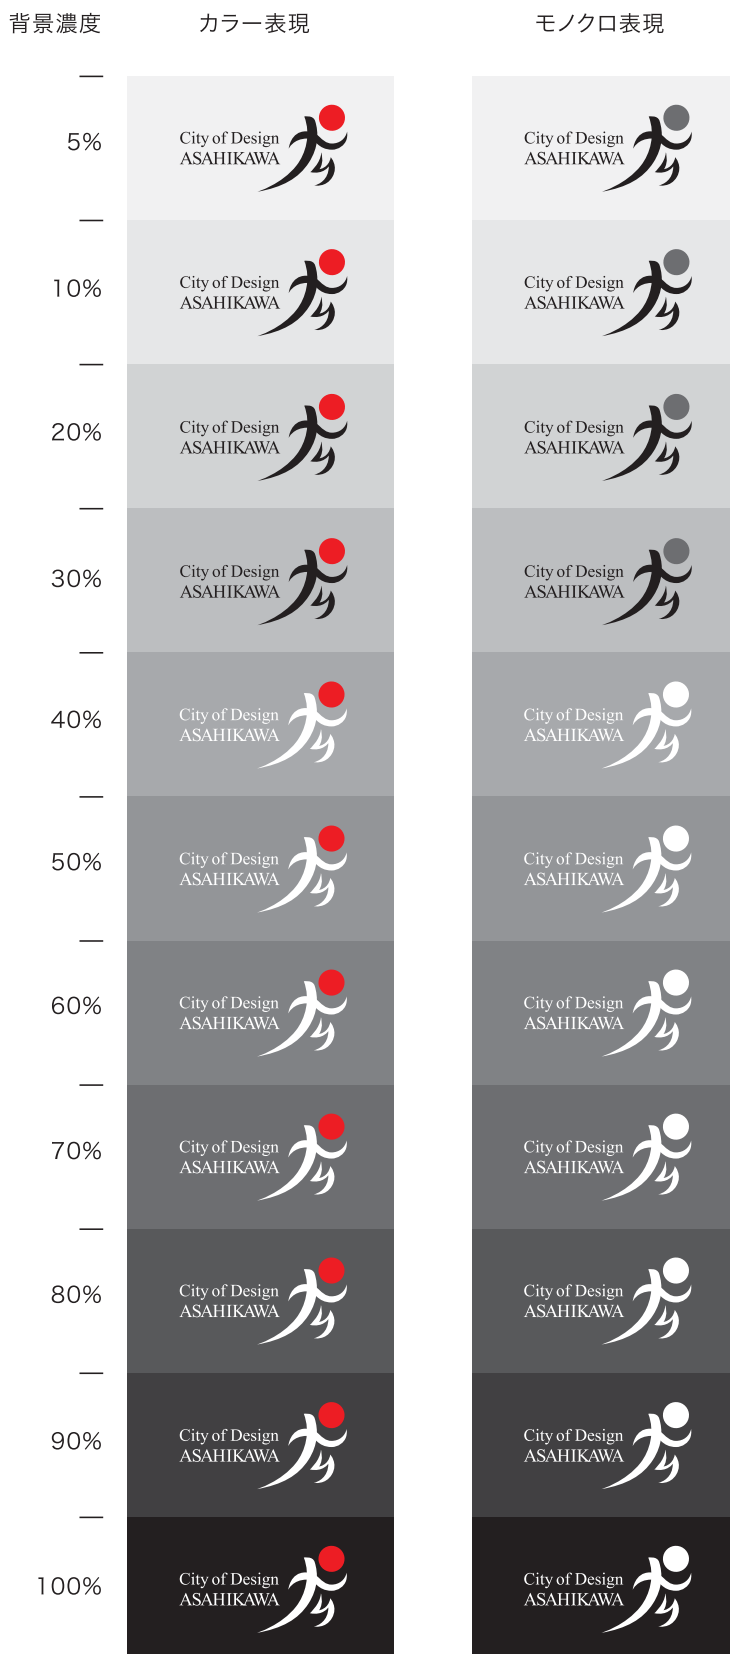 背景濃度 カラー表現 モノクロ表現
5%
City of Design
ASAHIKAWA
City of Design
ASAHIKAWA
10%
City of Design
ASAHIKAWA
City of Design
ASAHIKAWA
20%
City of Design
ASAHIKAWA
City of Design
ASAHIKAWA
30%
City of Design
ASAHIKAWA
City of Design
ASAHIKAWA
40%
City of Design
ASAHIKAWA
City of Design
ASAHIKAWA
50%
City of Design
ASAHIKAWA
City of Design
ASAHIKAWA
60%
City of Design
ASAHIKAWA
City of Design
ASAHIKAWA
70%
City of Design
ASAHIKAWA
City of Design
ASAHIKAWA
80%
City of Design
ASAHIKAWA
City of Design
ASAHIKAWA
90%
City of Design
ASAHIKAWA
City of Design
ASAHIKAWA
100%
City of Design
ASAHIKAWA
City of Design
ASAHIKAWA